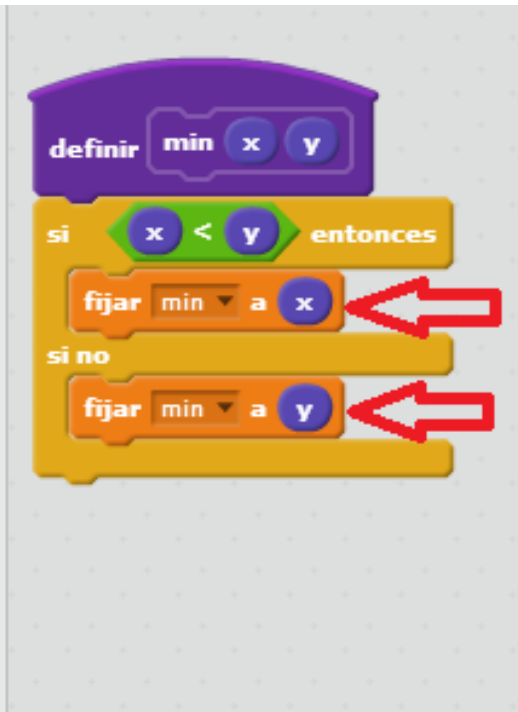 definir min x y
si x < y entonces
fijar min a x
si no
fijar min a y